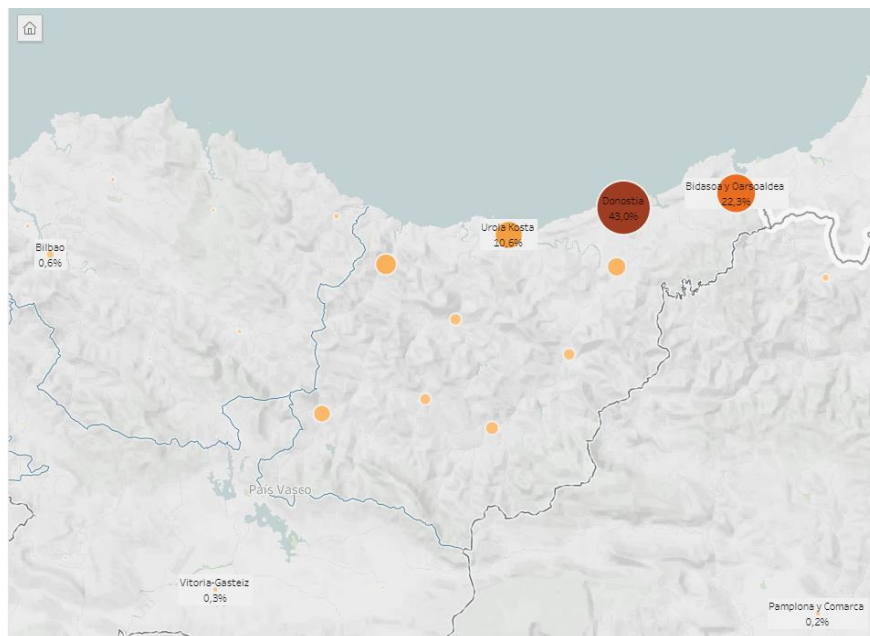 Donostia
43,0%
Bidasoa y Oarsoaldea
22,3%
Urola Kosta
10,6%
Bilbao
0,6%
País Vasco
Vitoria-Gasteiz
0,3%
Pamplona y Comarca
0,2%